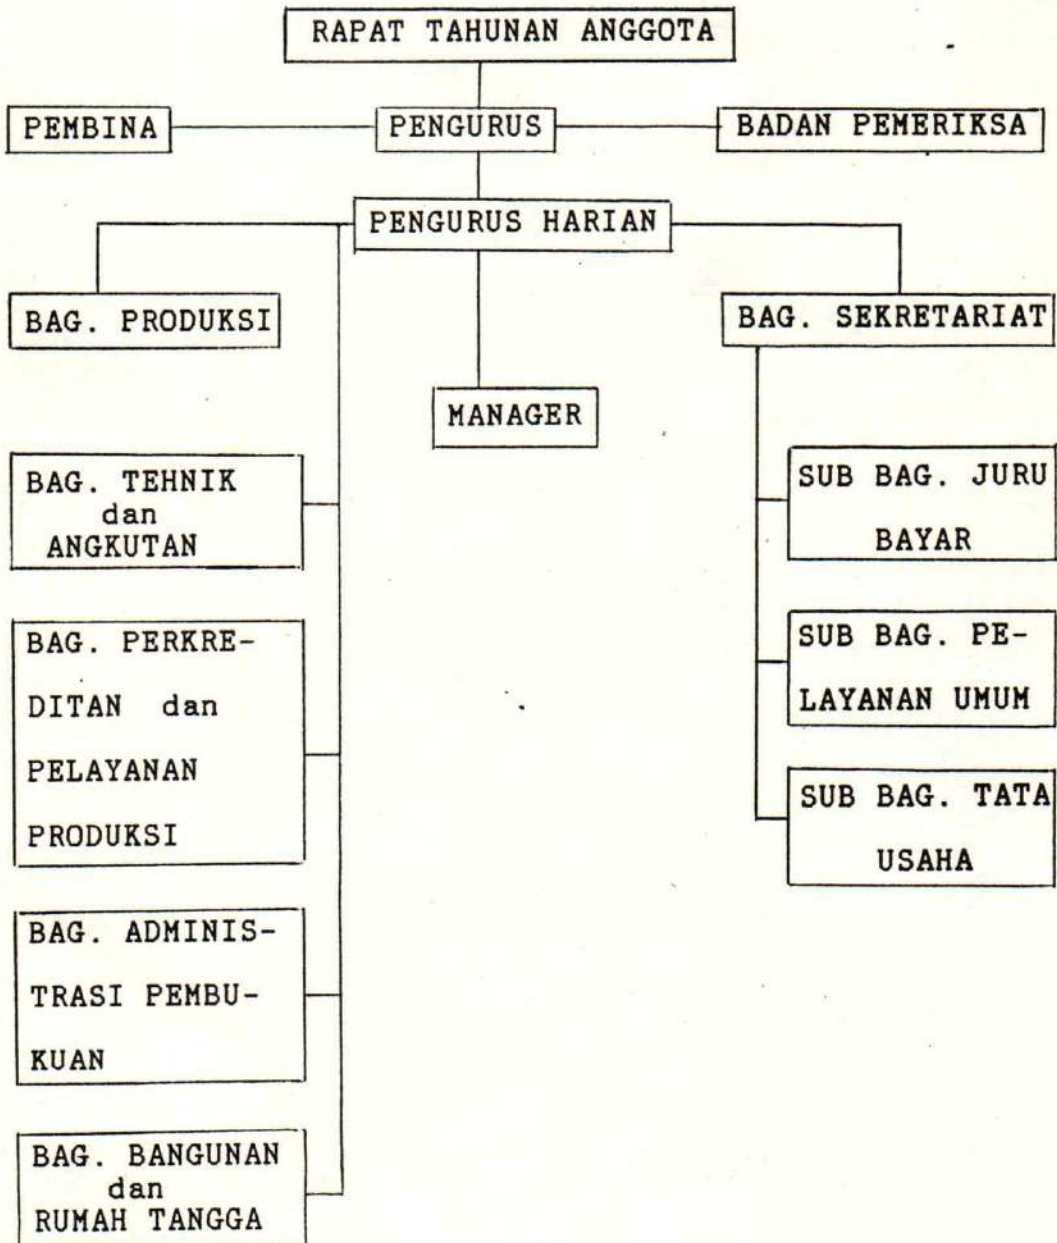 RAPAT TAHUNAN ANGGOTA
PEMBINA
PENGURUS
BADAN PEMERIKSA
PENGURUS HARIAN
BAG. PRODUKSI
BAG. SEKRETARIAT
MANAGER
BAG. TEHNIK
dan
ANGKUTAN
BAG. PERKRE-
DITAN dan
PELAYANAN
PRODUKSI
BAG. ADMINIS-
TRASI PEMBU-
KUAN
BAG. BANGUNAN
dan
RUMAH TANGGA
SUB BAG. JURU
BAYAR
SUB BAG. PE-
LAYANAN UMUM
SUB BAG. TATA
USAHA